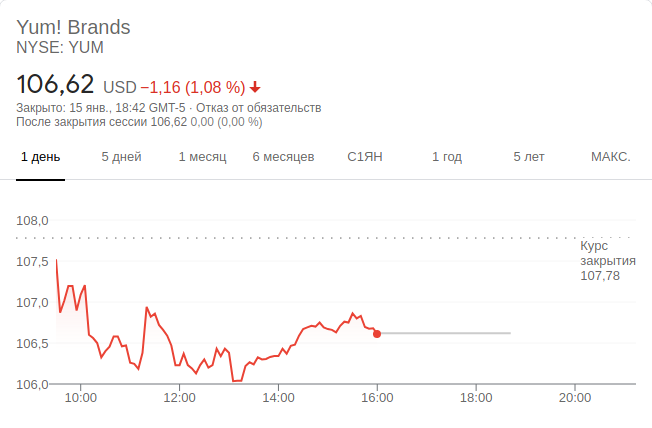 Yum! Brands
NYSE: YUM
106,62 USD −1,16 (1,08 %)
Закрыто: 15 янв., 18:42 GMT-5 · Отказ от обязательств
После закрытия сессии 106,62 0,00 (0,00 %)
1 день 5 дней 1 месяц 6 месяцев С1ЯН 1 год 5 лет МАКС.
108,0
Курс
закрытия
107,78
107,5
107,0
106,5
106,0
10:00 12:00 14:00 16:00 18:00 20:00